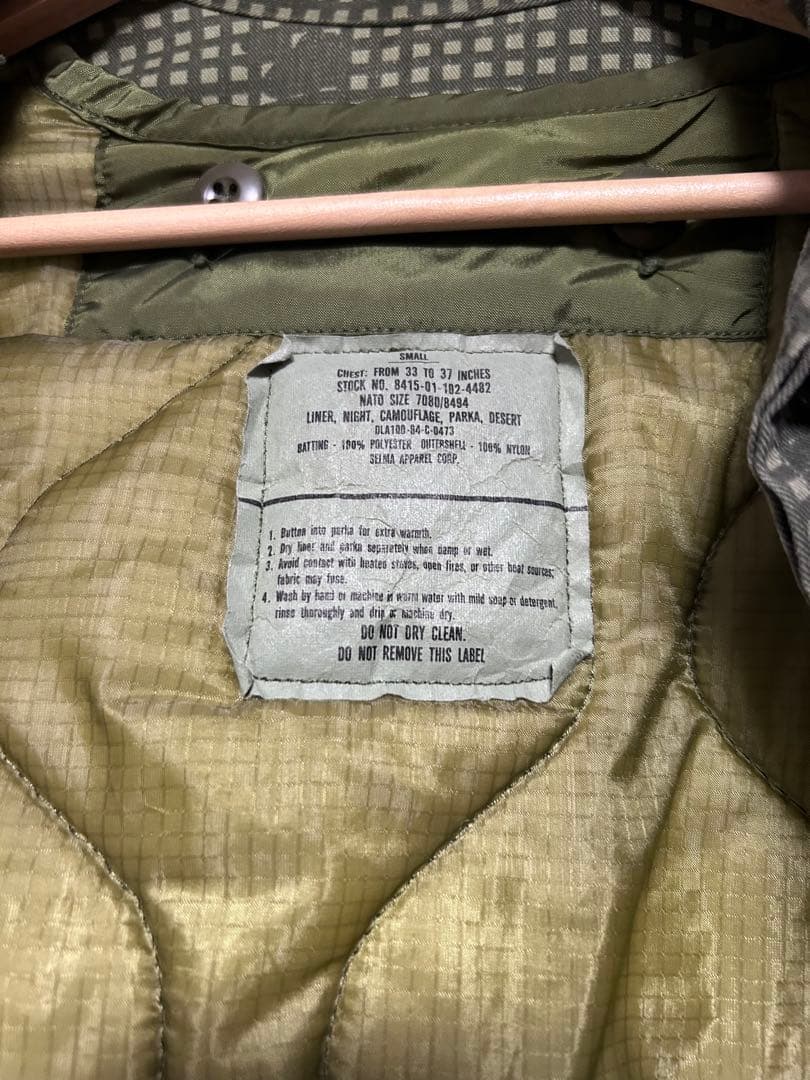 SMALL
CHEST: FROM 33 TO 37 INCHES
STOCK NO. 8415-01-102-4482
NATO SIZE 7080/8494
LINER, NIGHT, CAMOUFLAGE, PARKA, DESERT
DLA100-84-C-0473
BATTING - 100% POLYESTER OUTERSHELL - 100% NYLON
SELMA APPAREL CORP.
1. Button into parka for extra warmth.
2. Dry liner and parka separately when damp or wet.
3. Avoid contact with heated stoves, open fires, or other heat sources;
fabric may fuse.
4. Wash by hand or machine in warm water with mild soap or detergent,
rinse thoroughly and drip or machine dry.
DO NOT DRY CLEAN.
DO NOT REMOVE THIS LABEL